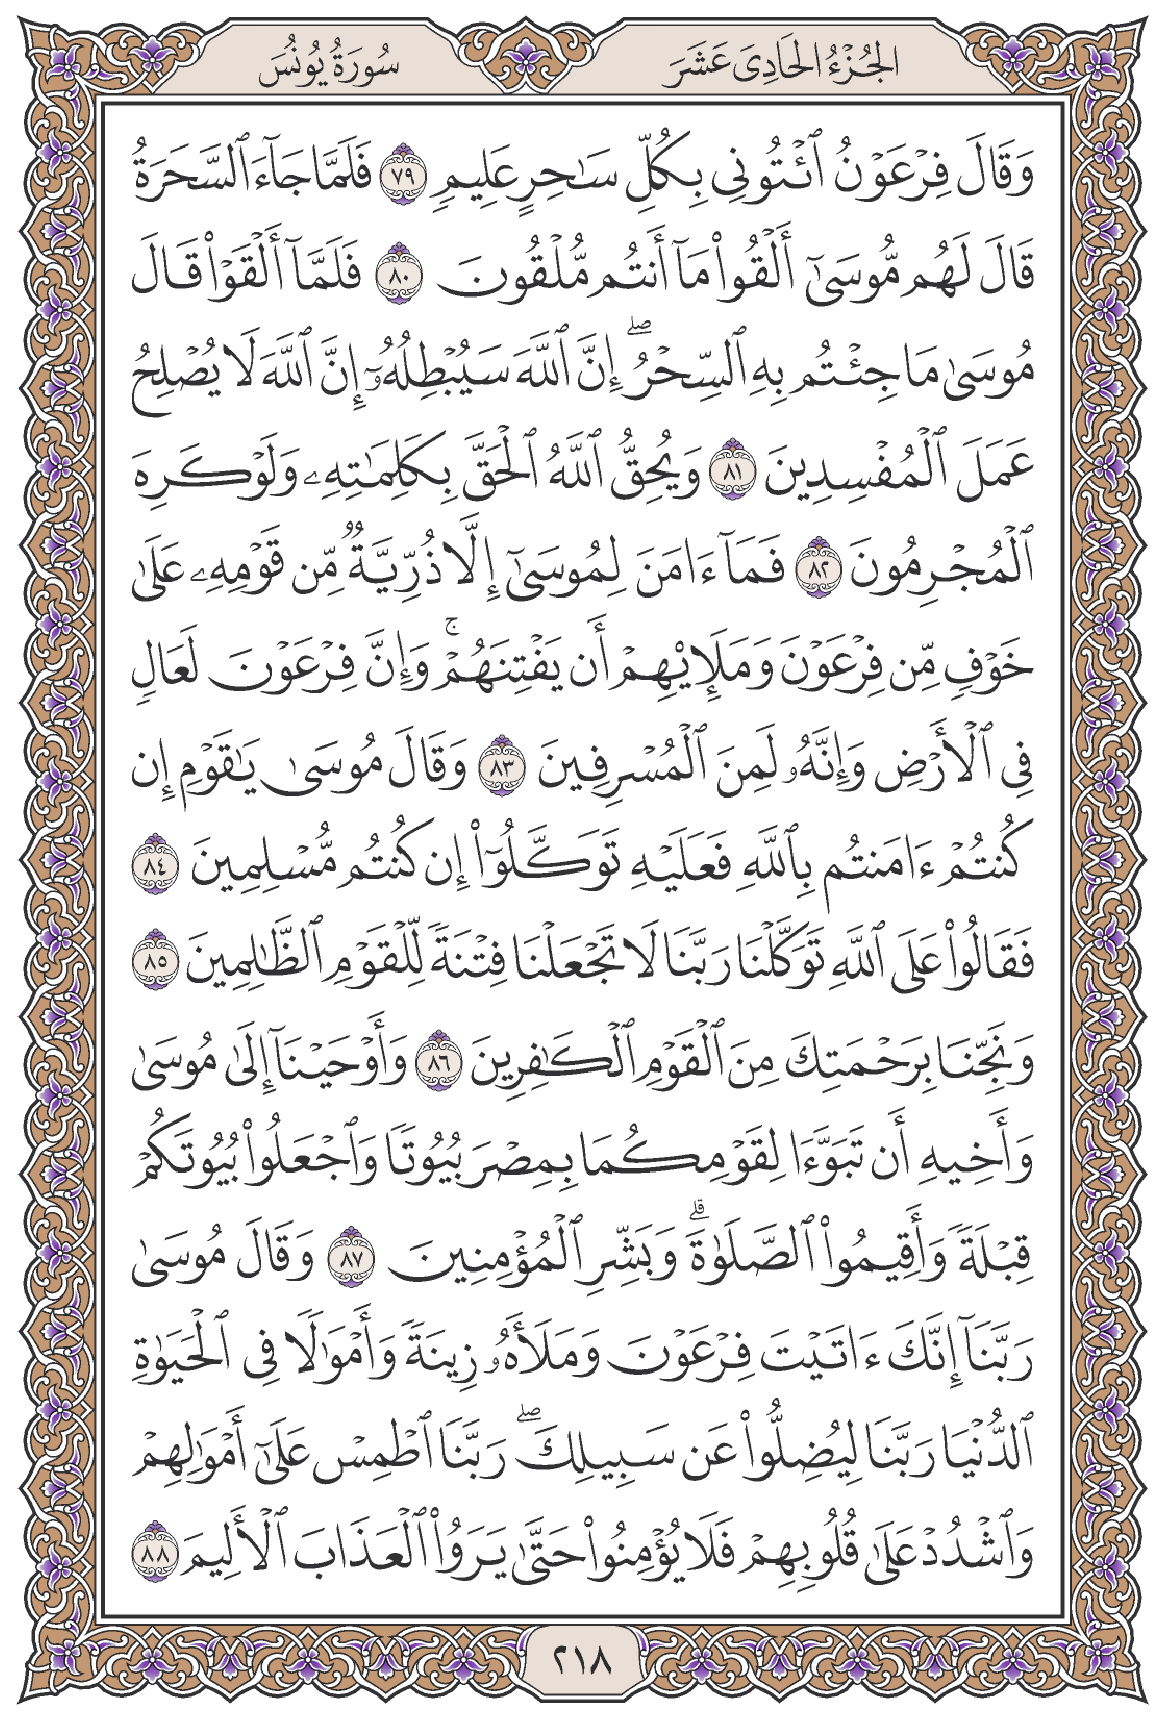 الجُزْءُ الحَادِىَ عَشَرَ
سُورَةُ يُونُسَ
وَقَالَ فِرْعَوْنُ ٱئْتُونِى بِكُلِّ سَـٰحِرٍ عَلِيمٍ ٧٩ فَلَمَّا جَآءَ ٱلسَّحَرَةُ
قَالَ لَهُم مُّوسَىٰٓ أَلْقُوا۟ مَآ أَنتُم مُّلْقُونَ ٨٠ فَلَمَّآ أَلْقَوْا۟ قَالَ
مُوسَىٰ مَا جِئْتُم بِهِ ٱلسِّحْرُ ۖ إِنَّ ٱللَّهَ سَيُبْطِلُهُۥٓ إِنَّ ٱللَّهَ لَا يُصْلِحُ
عَمَلَ ٱلْمُفْسِدِينَ ٨١ وَيُحِقُّ ٱللَّهُ ٱلْحَقَّ بِكَلِمَـٰتِهِۦ وَلَوْ كَرِهَ
ٱلْمُجْرِمُونَ ٨٢ فَمَآ ءَامَنَ لِمُوسَىٰٓ إِلَّا ذُرِّيَّةٌ مِّن قَوْمِهِۦ عَلَىٰ
خَوْفٍ مِّن فِرْعَوْنَ وَمَلَإِي۟هِمْ أَن يَفْتِنَهُمْ ۚ وَإِنَّ فِرْعَوْنَ لَعَالٍ
فِى ٱلْأَرْضِ وَإِنَّهُۥ لَمِنَ ٱلْمُسْرِفِينَ ٨٣ وَقَالَ مُوسَىٰ يَـٰقَوْمِ إِن
كُنتُمْ ءَامَنتُم بِٱللَّهِ فَعَلَيْهِ تَوَكَّلُوٓا۟ إِن كُنتُم مُّسْلِمِينَ ٨٤
فَقَالُوا۟ عَلَى ٱللَّهِ تَوَكَّلْنَا رَبَّنَا لَا تَجْعَلْنَا فِتْنَةً لِّلْقَوْمِ ٱلظَّـٰلِمِينَ ٨٥
وَنَجِّنَا بِرَحْمَتِكَ مِنَ ٱلْقَوْمِ ٱلْكَـٰفِرِينَ ٨٦ وَأَوْحَيْنَآ إِلَىٰ مُوسَىٰ
وَأَخِيهِ أَن تَبَوَّءَا لِقَوْمِكُمَا بِمِصْرَ بُيُوتًا وَٱجْعَلُوا۟ بُيُوتَكُمْ
قِبْلَةً وَأَقِيمُوا۟ ٱلصَّلَوٰةَ ۗ وَبَشِّرِ ٱلْمُؤْمِنِينَ ٨٧ وَقَالَ مُوسَىٰ
رَبَّنَآ إِنَّكَ ءَاتَيْتَ فِرْعَوْنَ وَمَلَأَهُۥ زِينَةً وَأَمْوَٰلًا فِى ٱلْحَيَوٰةِ
ٱلدُّنْيَا رَبَّنَا لِيُضِلُّوا۟ عَن سَبِيلِكَ ۖ رَبَّنَا ٱطْمِسْ عَلَىٰٓ أَمْوَٰلِهِمْ
وَٱشْدُدْ عَلَىٰ قُلُوبِهِمْ فَلَا يُؤْمِنُوا۟ حَتَّىٰ يَرَوُا۟ ٱلْعَذَابَ ٱلْأَلِيمَ ٨٨
٢١٨